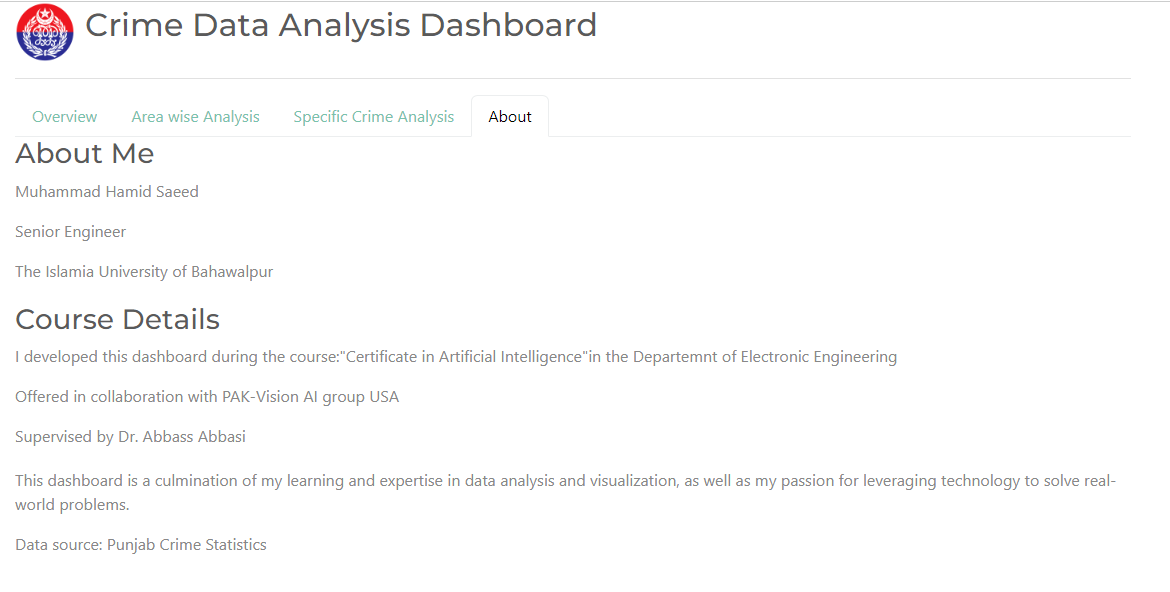 Crime Data Analysis Dashboard
Overview
Area wise Analysis
Specific Crime Analysis
About
About Me
Muhammad Hamid Saeed
Senior Engineer
The Islamia University of Bahawalpur
Course Details
I developed this dashboard during the course:"Certificate in Artificial Intelligence"in the Departemnt of Electronic Engineering
Offered in collaboration with PAK-Vision AI group USA
Supervised by Dr. Abbass Abbasi
This dashboard is a culmination of my learning and expertise in data analysis and visualization, as well as my passion for leveraging technology to solve real-
world problems.
Data source: Punjab Crime Statistics